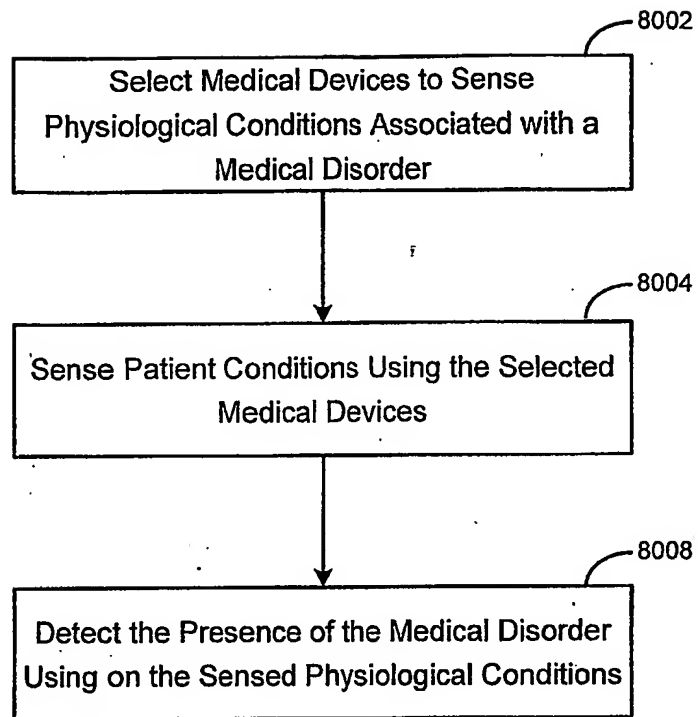 8002
Select Medical Devices to Sense
Physiological Conditions Associated with a
Medical Disorder
8004
Sense Patient Conditions Using the Selected
Medical Devices
8008
Detect the Presence of the Medical Disorder
Using on the Sensed Physiological Conditions